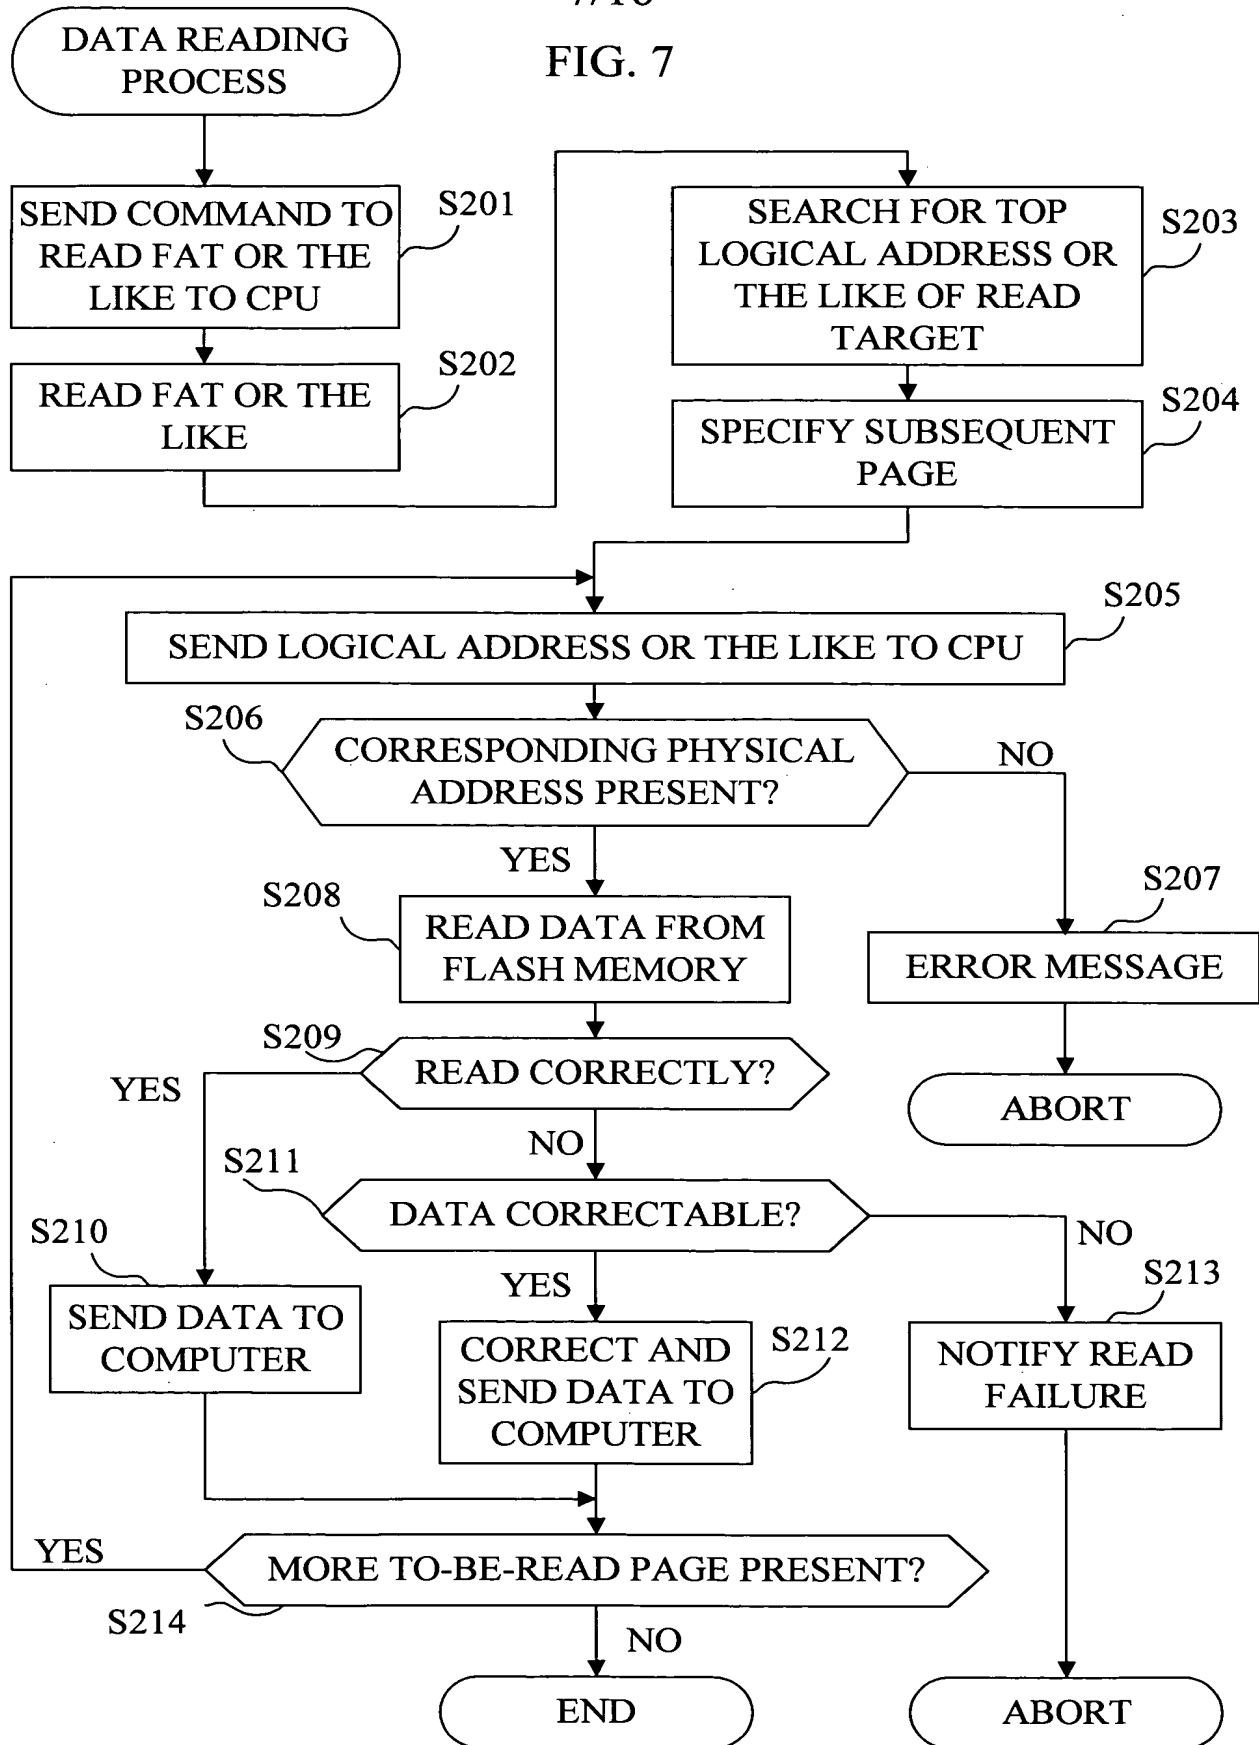 FIG. 7
DATA READING
PROCESS
SEND COMMAND TO
READ FAT OR THE
LIKE TO CPU
S201
READ FAT OR THE
LIKE
S202
SEARCH FOR TOP
LOGICAL ADDRESS OR
THE LIKE OF READ
TARGET
S203
SPECIFY SUBSEQUENT
PAGE
S204
SEND LOGICAL ADDRESS OR THE LIKE TO CPU
S205
S206
CORRESPONDING PHYSICAL
ADDRESS PRESENT?
NO
YES
S207
ERROR MESSAGE
ABORT
S208
READ DATA FROM
FLASH MEMORY
S209
READ CORRECTLY?
YES
NO
S211
DATA CORRECTABLE?
NO
YES
S210
SEND DATA TO
COMPUTER
S212
CORRECT AND
SEND DATA TO
COMPUTER
S213
NOTIFY READ
FAILURE
YES
MORE TO-BE-READ PAGE PRESENT?
S214
NO
END
ABORT